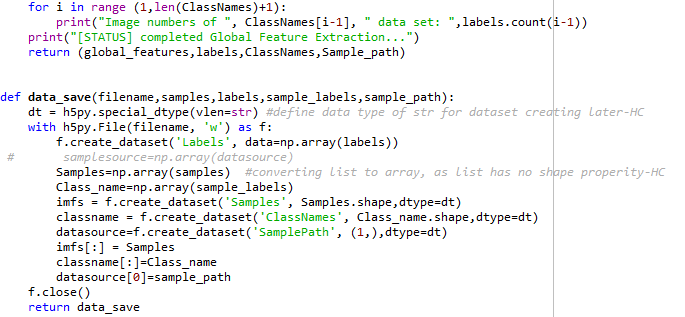 for i in range (1,len(ClassNames)+1):
print("Image numbers of ", ClassNames[i-1], " data set: ",labels.count(i-1))
print("[STATUS] completed Global Feature Extraction...")
return (global_features,labels,ClassNames,Sample_path)
def data_save(filename,samples,labels,sample_labels,sample_path):
dt = h5py.special_dtype(vlen=str) #define data type of str for dataset creating later-HC
with h5py.File(filename, 'w') as f:
f.create_dataset('Labels', data=np.array(labels))
# samplesource=np.array(datasource)
Samples=np.array(samples) #converting list to array, as list has no shape properity-HC
Class_name=np.array(sample_labels)
imfs = f.create_dataset('Samples', Samples.shape,dtype=dt)
classname = f.create_dataset('ClassNames', Class_name.shape,dtype=dt)
datasource=f.create_dataset('SamplePath', (1,),dtype=dt)
imfs[:] = Samples
classname[:]=Class_name
datasource[0]=sample_path
f.close()
return data_save